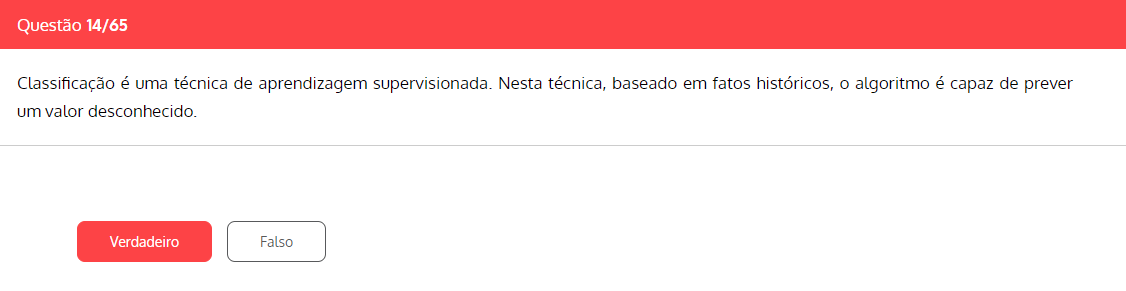 Questão 14/65
Classificação é uma técnica de aprendizagem supervisionada. Nesta técnica, baseado em fatos históricos, o algoritmo é capaz de prever
um valor desconhecido.
Verdadeiro
Falso